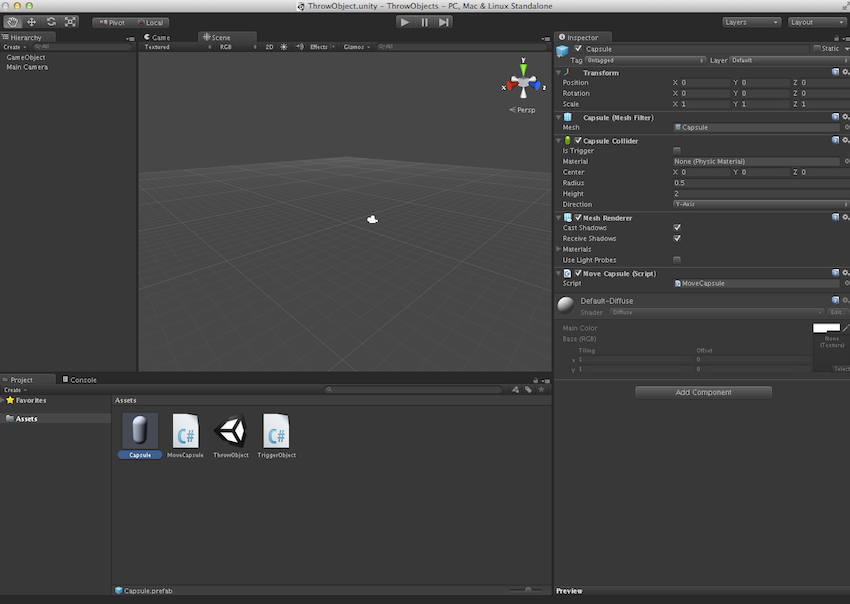 ThrowObject.unity - ThrowObjects - PC, Mac & Linux Standalone
Pivot Local Layers Layout
Hierarchy
Create All
GameObject
Main Camera
Game Scene
Textured RGB 2D Effects Gizmos All
y
x z
Persp
Inspector
Capsule Static
Tag Untagged Layer Default
Transform
Position X 0 Y 0 Z 0
Rotation X 0 Y 0 Z 0
Scale X 1 Y 1 Z 1
Capsule (Mesh Filter)
Mesh Capsule
Capsule Collider
Is Trigger
Material None (Physic Material)
Center X 0 Y 0 Z 0
Radius 0.5
Height 2
Direction Y-Axis
Mesh Renderer
Cast Shadows
Receive Shadows
Materials
Use Light Probes
Move Capsule (Script)
Script MoveCapsule
Default-Diffuse
Shader Diffuse Edit...
Main Color
Base (RGB) None
(Texture)
Tiling Offset
x 1 0
y 1 0
Select
Add Component
Preview
Project Console
Create
Favorites
Assets
Assets
Capsule MoveCapsule ThrowObject TriggerObject
C# C#
Capsule.prefab